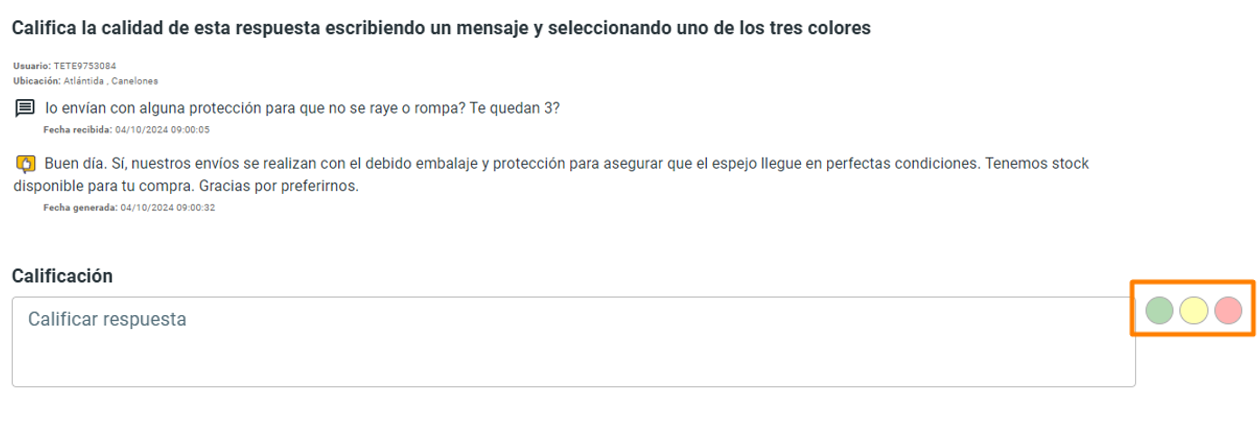 Califica la calidad de esta respuesta escribiendo un mensaje y seleccionando uno de los tres colores
Usuario: TETE9753084
Ubicación: Atlántida , Canelones
lo envían con alguna protección para que no se raye o rompa? Te quedan 3?
Fecha recibida: 04/10/2024 09:00:05
Buen día. Sí, nuestros envíos se realizan con el debido embalaje y protección para asegurar que el espejo llegue en perfectas condiciones. Tenemos stock
disponible para tu compra. Gracias por preferirnos.
Fecha generada: 04/10/2024 09:00:32
Calificación
Calificar respuesta